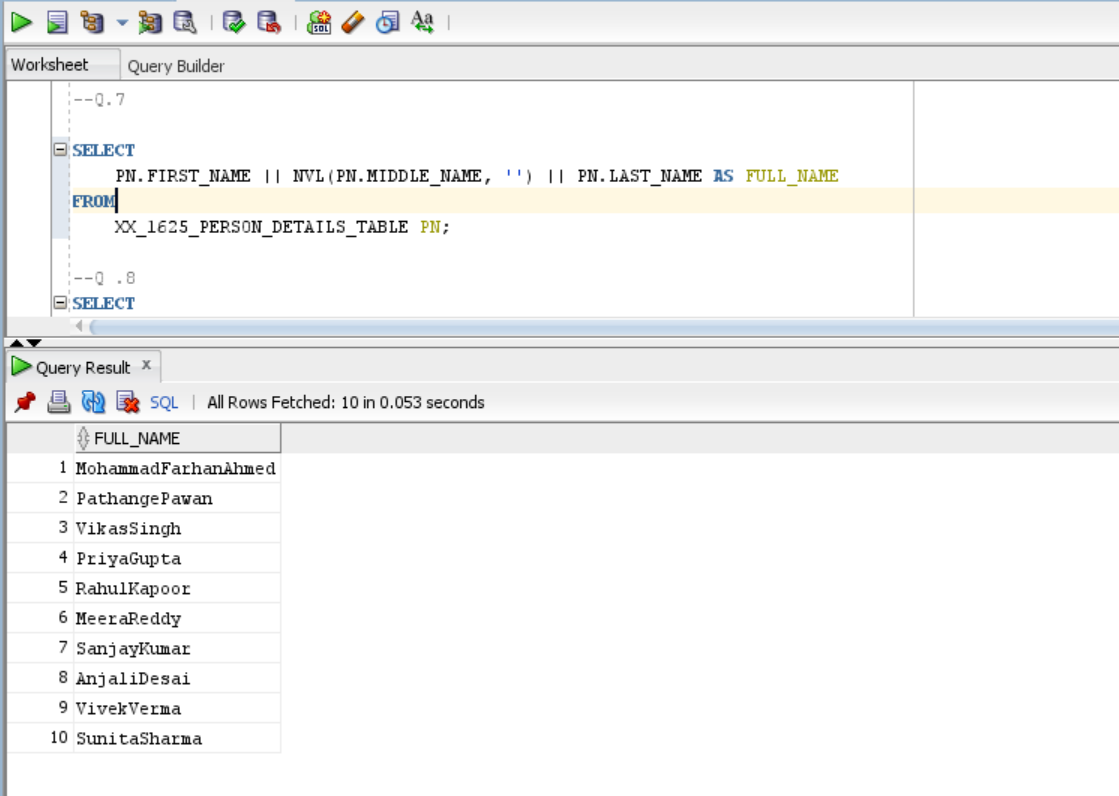 SQL
Aa
Worksheet Query Builder
--Q.7
SELECT
PN.FIRST_NAME || NVL(PN.MIDDLE_NAME, '') || PN.LAST_NAME AS FULL_NAME
FROM
XX_1625_PERSON_DETAILS_TABLE PN;
--Q .8
SELECT
Query Result x
SQL | All Rows Fetched: 10 in 0.053 seconds
FULL_NAME
1 MohammadFarhanAhmed
2 PathangePawan
3 VikasSingh
4 PriyaGupta
5 RahulKapoor
6 MeeraReddy
7 SanjayKumar
8 AnjaliDesai
9 VivekVerma
10 SunitaSharma